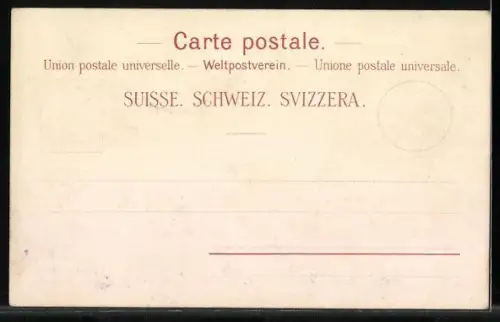 — Carte postale. —
Union postale universelle. — Weltpostverein. — Unione postale universale.
SUISSE. SCHWEIZ. SVIZZERA.